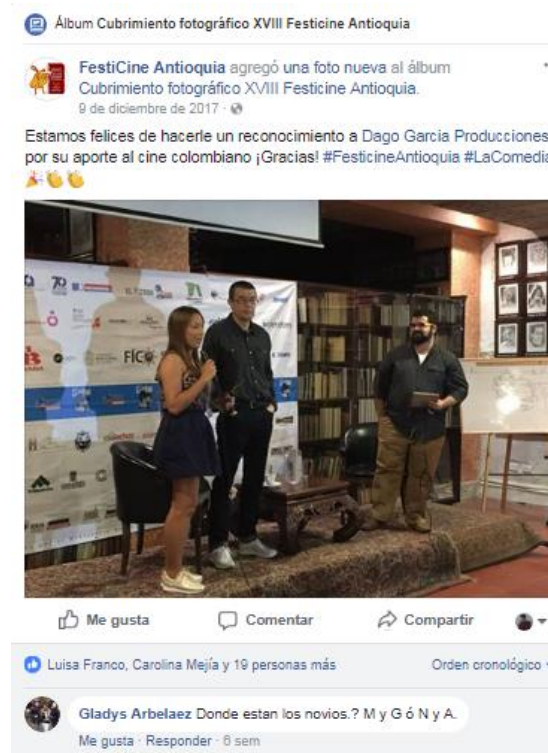 Álbum Cubrimiento fotográfico XVIII Festicine Antioquia
FestiCine Antioquia agregó una foto nueva al álbum
Cubrimiento fotográfico XVIII Festicine Antioquia.
9 de diciembre de 2017 ·
Estamos felices de hacerle un reconocimiento a Dago Garcia Producciones
por su aporte al cine colombiano ¡Gracias! #FesticineAntioquia #LaComedia
FICO
Me gusta Comentar Compartir
Luisa Franco, Carolina Mejía y 19 personas más Orden cronológico
Gladys Arbelaez Donde estan los novios.? M y G ó N y A.
Me gusta · Responder · 6 sem